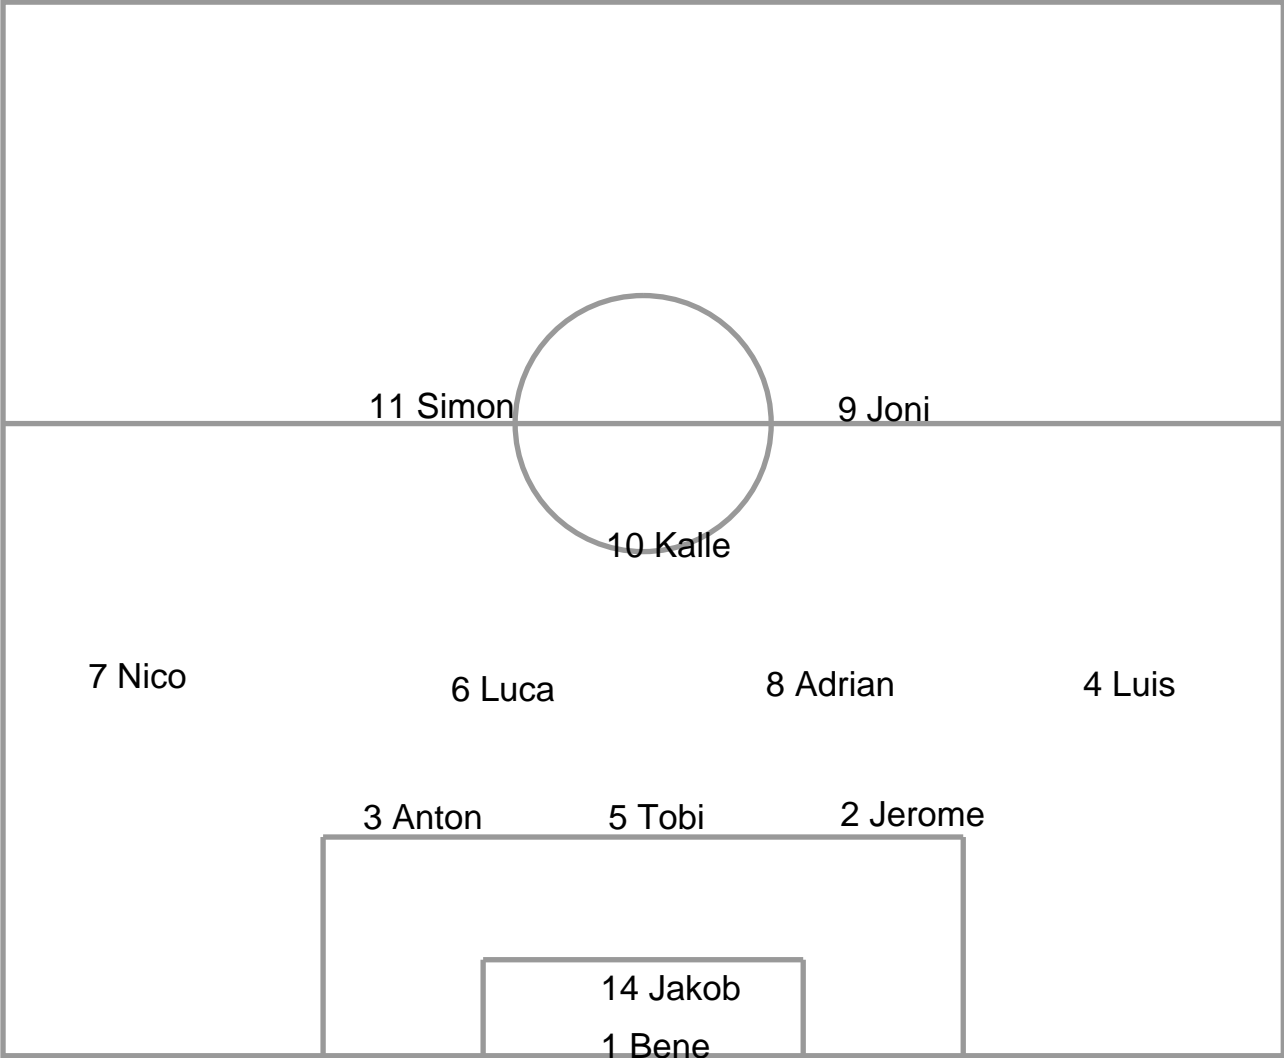 11 Simon
9 Joni
10 Kalle
7 Nico
6 Luca
8 Adrian
4 Luis
3 Anton
5 Tobi
2 Jerome
14 Jakob
1 Bene